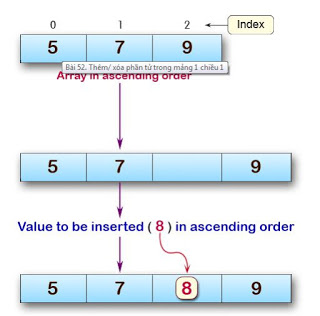 0 1 2 Index
5 7 9
Bài 52. Thêm/ xóa phần tử trong mảng 1 chiều 1
Array in ascending order
5 7 9
Value to be inserted ( 8 ) in ascending order
5 7 8 9